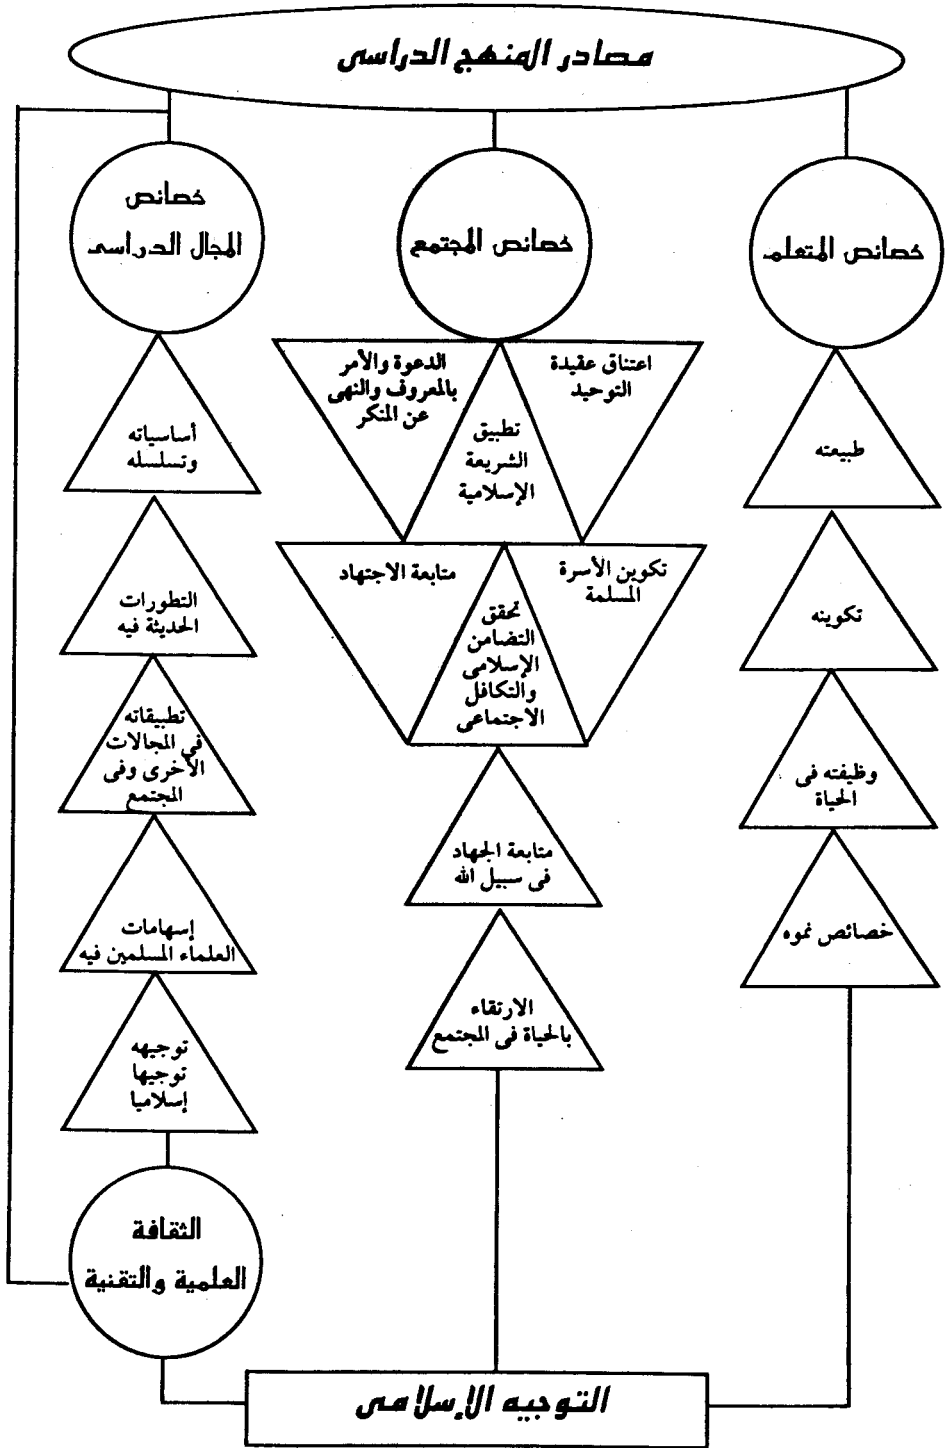 مصادر المنهج الدراسى
خصائص المتعلم
طبيعته
تكوينه
وظيفته فى
الحياة
خصائص نموه
خصائص المجتمع
اعتناق عقيدة
التوحيد
تطبيق
الشريعة
الإسلامية
الدعوة والأمر
بالمعروف والنهى
عن المنكر
تكوين الأسرة
المسلمة
تحقق
التضامن
الإسلامى
والتكافل
الاجتماعى
متابعة الاجتهاد
متابعة الجهاد
فى سبيل الله
الارتقاء
بالحياة فى المجتمع
خصائص
المجال الدراسى
أساسياته
وتسلسله
التطورات
الحديثة فيه
تطبيقاته
في المجالات
الأخرى وفى
المجتمع
إسهامات
العلماء المسلمين فيه
توجيهه
توجيها
إسلاميا
الثقافة
العلمية والتقنية
التوجيه الإسلامى